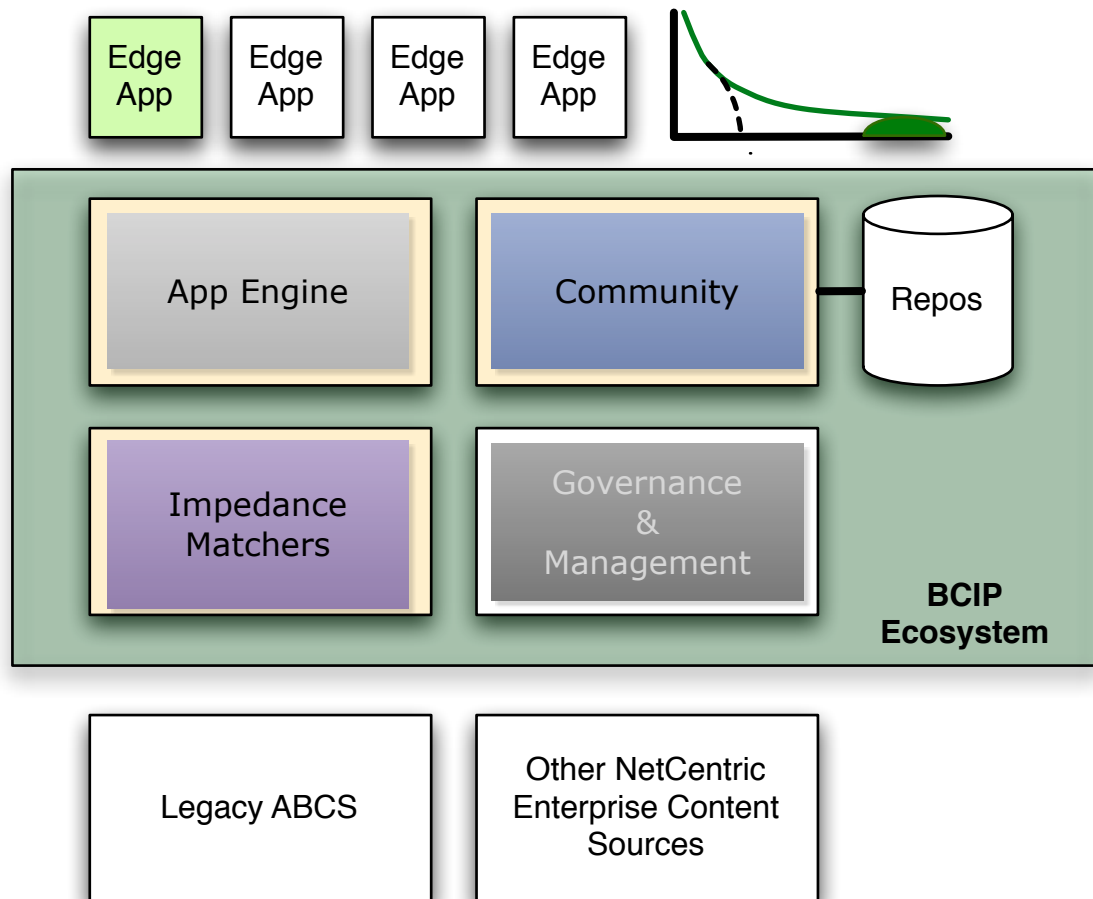 Edge
App
Edge
App
Edge
App
Edge
App
App Engine
Community
Repos
Impedance
Matchers
Governance
&
Management
BCIP
Ecosystem
Legacy ABCS
Other NetCentric
Enterprise Content
Sources